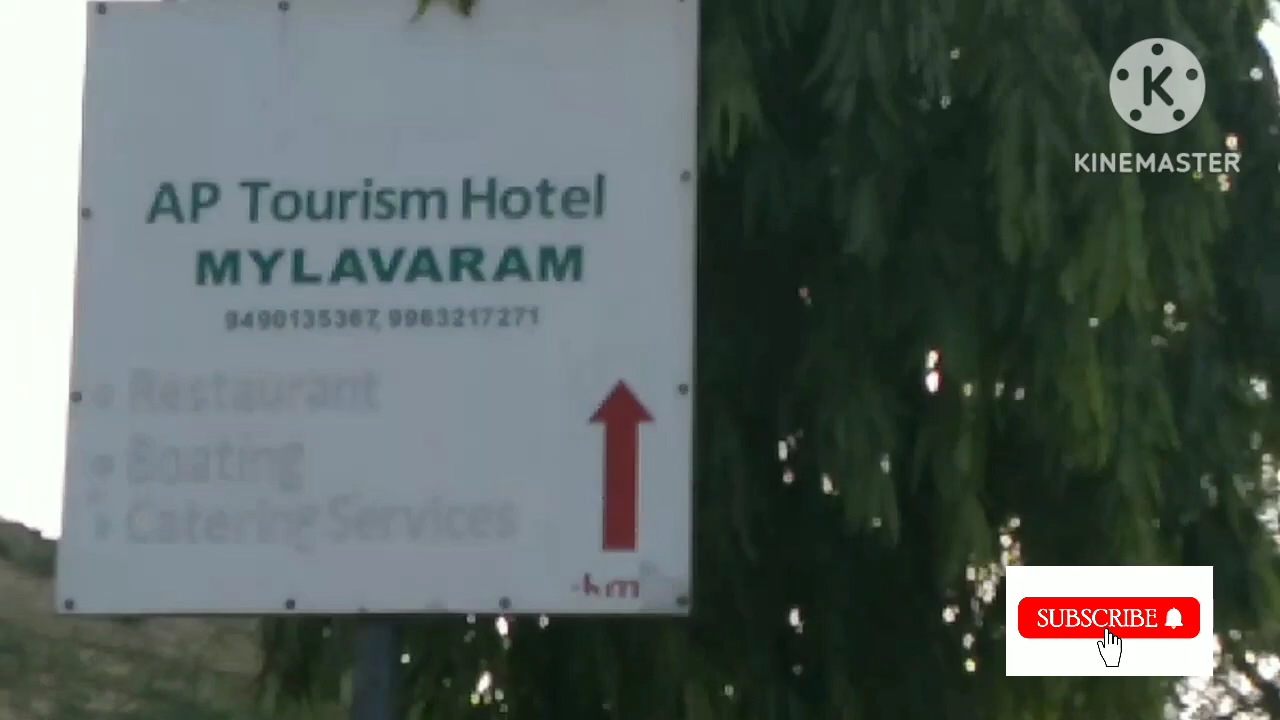 AP Tourism Hotel
MYLAVARAM
9490135367, 9963217271
• Restaurant
• Boating
• Catering Services
km
K
KINEMASTER
SUBSCRIBE